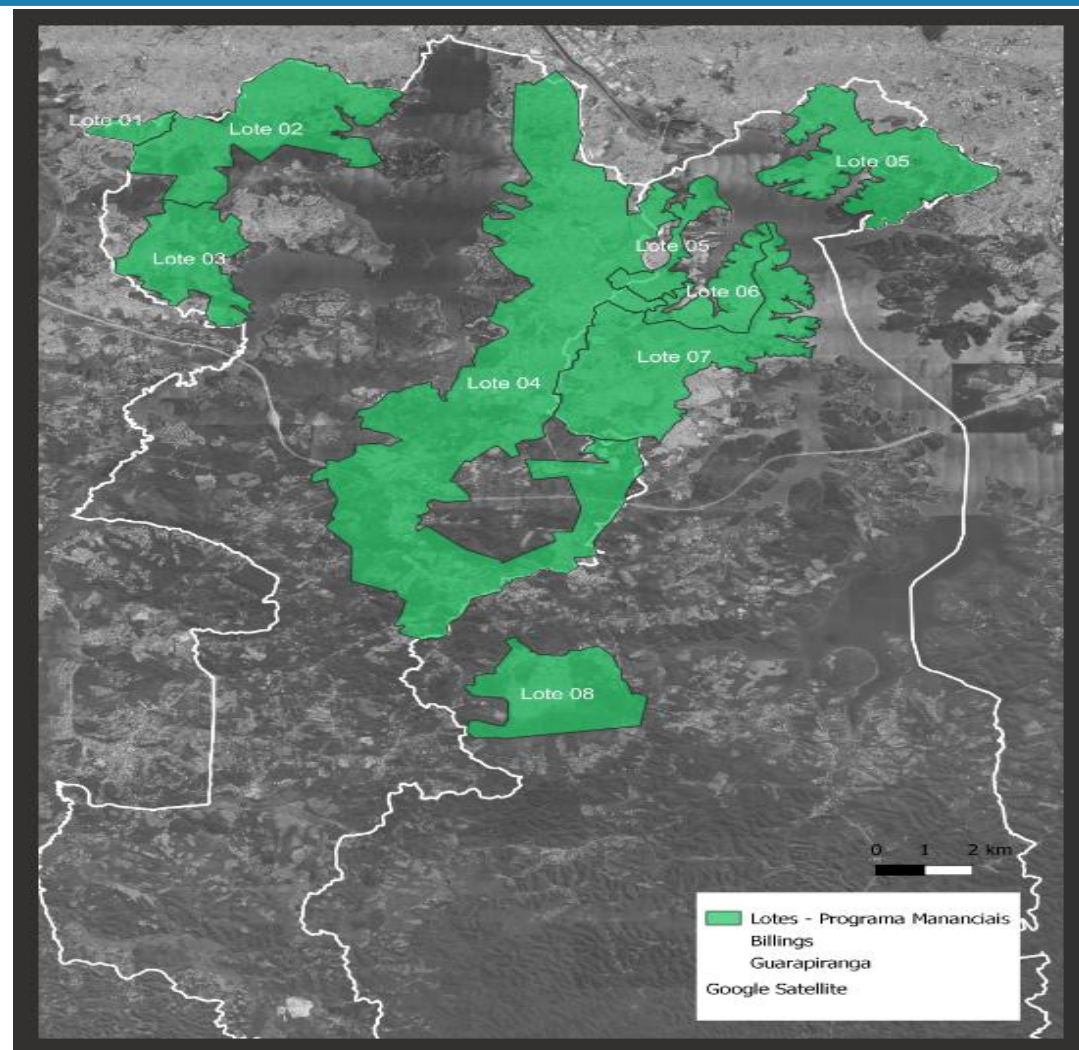 Lote 01
Lote 02
Lote 05
Lote 03
Lote 05
Lote 06
Lote 07
Lote 04
Lote 08
0 1 2 km
Lotes - Programa Mananciais
Billings
Guarapiranga
Google Satellite